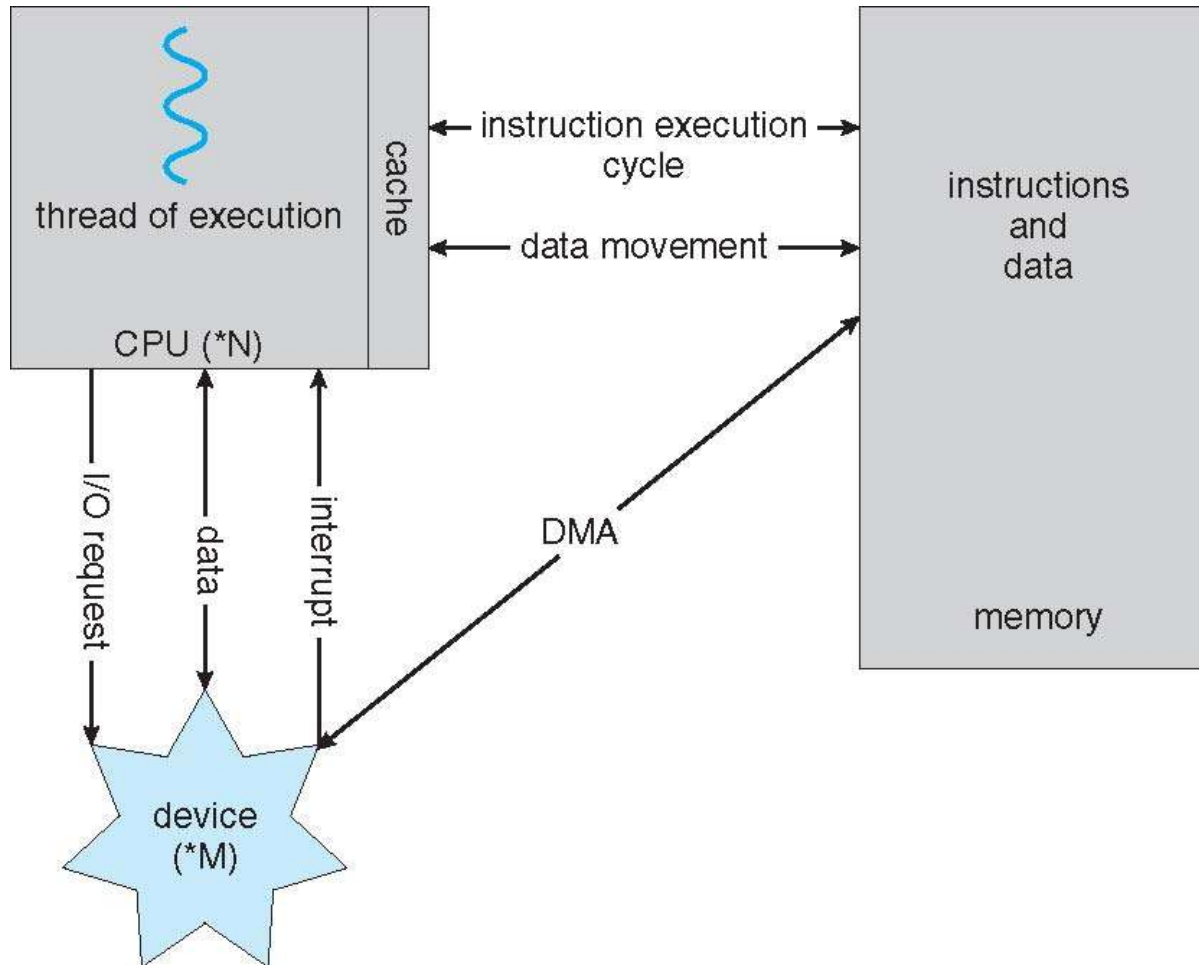 thread of execution
cache
CPU (*N)
instruction execution
cycle
data movement
instructions
and
data
memory
I/O request
data
interrupt
DMA
device
(*M)